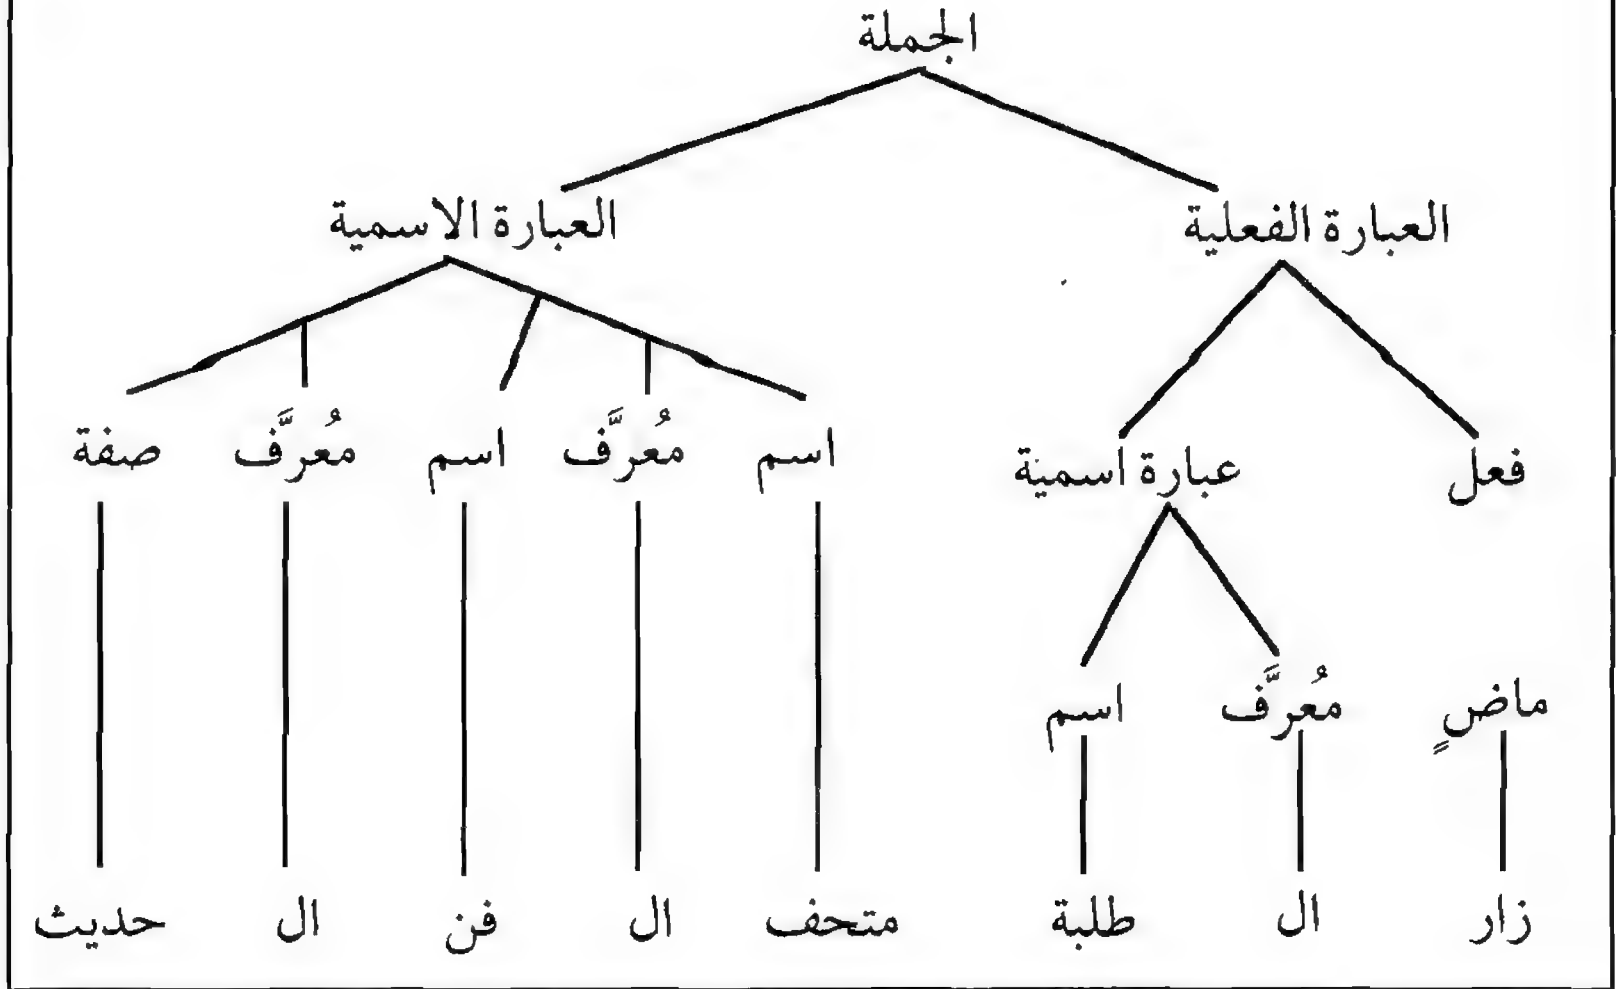 الجملة
العبارة الفعلية العبارة الاسمية
فعل عبارة اسمية اسم مُعرَّف اسم مُعرَّف صفة
ماضٍ مُعرَّف اسم
زار ال طلبة متحف ال فن ال حديث